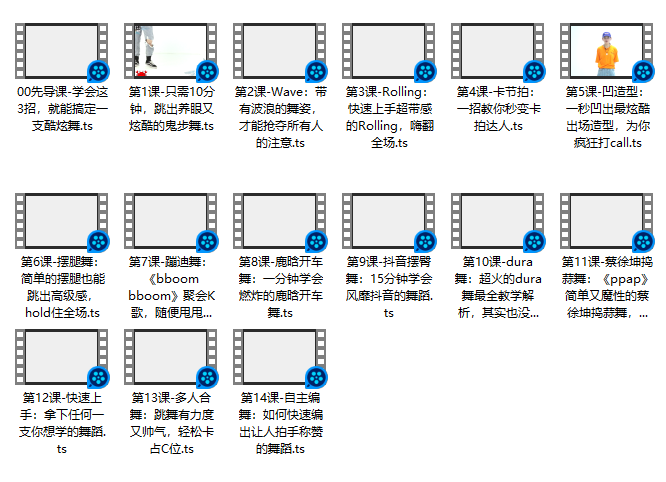 00先导课-学会这
3招，就能搞定一
支酷炫舞.ts
第1课-只需10分
钟，跳出养眼又
炫酷的鬼步舞.ts
第2课-Wave：带
有波浪的舞姿，
才能抢夺所有人
的注意.ts
第3课-Rolling：
快速上手超带感
的Rolling，嗨翻
全场.ts
第4课-卡节拍：
一招教你秒变卡
拍达人.ts
第5课-凹造型：
一秒凹出最炫酷
出场造型，为你
疯狂打call.ts
第6课-摆腿舞：
简单的摆腿也能
跳出高级感，
hold住全场.ts
第7课-蹦迪舞：
《bboom
bboom》聚会K
歌，随便甩甩...
第8课-鹿晗开车
舞：一分钟学会
燃炸的鹿晗开车
舞.ts
第9课-抖音摆臀
舞：15分钟学会
风靡抖音的舞蹈.
ts
第10课-dura
舞：超火的dura
舞最全教学解
析，其实也没...
第11课-蔡徐坤捣
蒜舞：《ppap》
简单又魔性的蔡
徐坤捣蒜舞，...
第12课-快速上
手：拿下任何一
支你想学的舞蹈.
ts
第13课-多人合
舞：跳舞有力度
又帅气，轻松卡
占C位.ts
第14课-自主编
舞：如何快速编
出让人拍手称赞
的舞蹈.ts